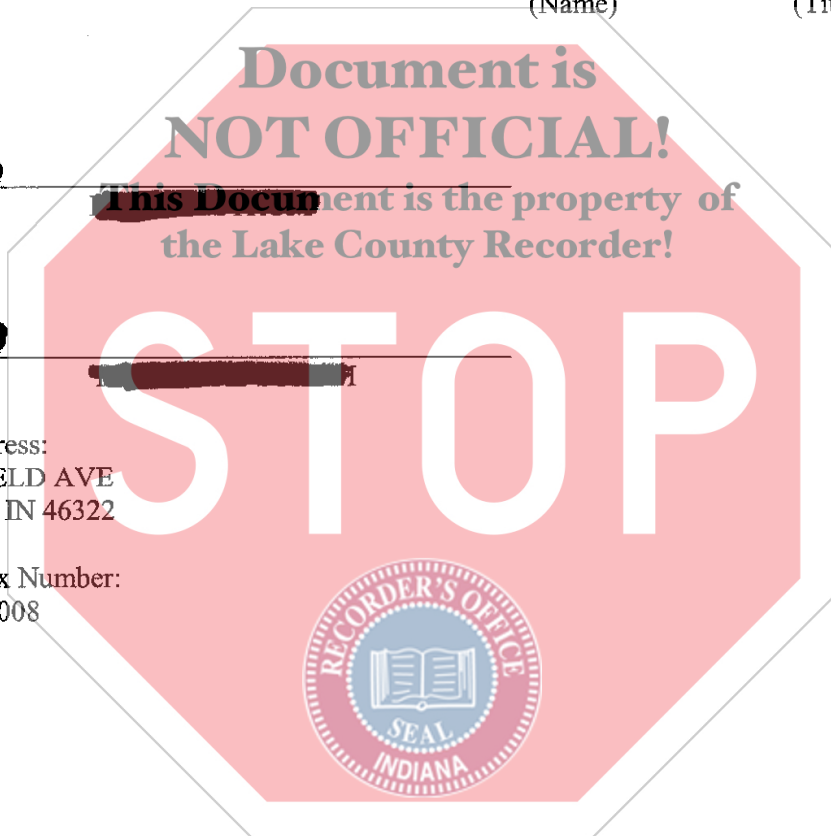 (Name)
Document is
NOT OFFICIAL!
This Document is the property of
the Lake County Recorder!
STOP
ress:
ELD AVE
IN 46322
x Number:
008
RECORDER'S OFFICE
SEAL
INDIANA